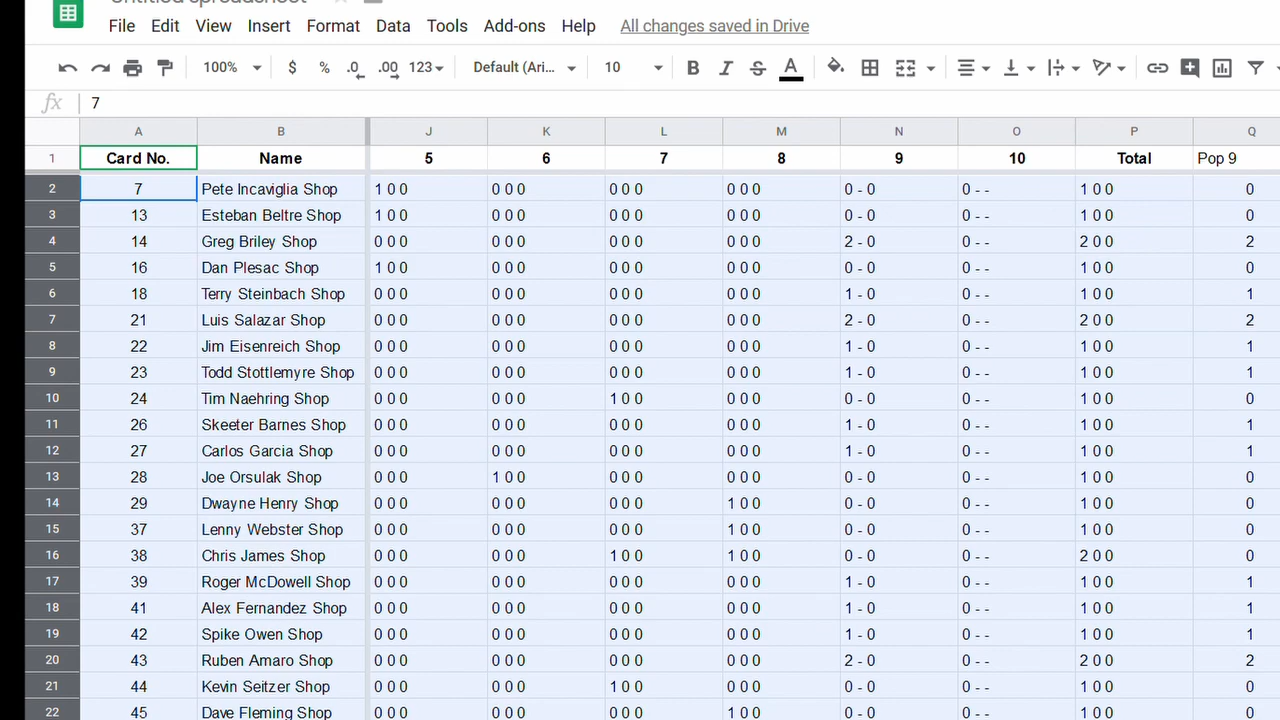 Untitled spreadsheet
File Edit View Insert Format Data Tools Add-ons Help All changes saved in Drive
100% $ % .0 .00 123 Default (Ari... 10 B I S A
fx 7
A B J K L M N O P Q
1 Card No. Name 5 6 7 8 9 10 Total Pop 9
2 7 Pete Incaviglia Shop 1 0 0 0 0 0 0 0 0 0 0 0 0 - 0 0 - - 1 0 0 0
3 13 Esteban Beltre Shop 1 0 0 0 0 0 0 0 0 0 0 0 0 - 0 0 - - 1 0 0 0
4 14 Greg Briley Shop 0 0 0 0 0 0 0 0 0 0 0 0 2 - 0 0 - - 2 0 0 2
5 16 Dan Plesac Shop 1 0 0 0 0 0 0 0 0 0 0 0 0 - 0 0 - - 1 0 0 0
6 18 Terry Steinbach Shop 0 0 0 0 0 0 0 0 0 0 0 0 1 - 0 0 - - 1 0 0 1
7 21 Luis Salazar Shop 0 0 0 0 0 0 0 0 0 0 0 0 2 - 0 0 - - 2 0 0 2
8 22 Jim Eisenreich Shop 0 0 0 0 0 0 0 0 0 0 0 0 1 - 0 0 - - 1 0 0 1
9 23 Todd Stottlemyre Shop 0 0 0 0 0 0 0 0 0 0 0 0 1 - 0 0 - - 1 0 0 1
10 24 Tim Naehring Shop 0 0 0 0 0 0 1 0 0 0 0 0 0 - 0 0 - - 1 0 0 0
11 26 Skeeter Barnes Shop 0 0 0 0 0 0 0 0 0 0 0 0 1 - 0 0 - - 1 0 0 1
12 27 Carlos Garcia Shop 0 0 0 0 0 0 0 0 0 0 0 0 1 - 0 0 - - 1 0 0 1
13 28 Joe Orsulak Shop 0 0 0 1 0 0 0 0 0 0 0 0 0 - 0 0 - - 1 0 0 0
14 29 Dwayne Henry Shop 0 0 0 0 0 0 0 0 0 1 0 0 0 - 0 0 - - 1 0 0 0
15 37 Lenny Webster Shop 0 0 0 0 0 0 0 0 0 1 0 0 0 - 0 0 - - 1 0 0 0
16 38 Chris James Shop 0 0 0 0 0 0 1 0 0 1 0 0 0 - 0 0 - - 2 0 0 0
17 39 Roger McDowell Shop 0 0 0 0 0 0 0 0 0 0 0 0 1 - 0 0 - - 1 0 0 1
18 41 Alex Fernandez Shop 0 0 0 0 0 0 0 0 0 0 0 0 1 - 0 0 - - 1 0 0 1
19 42 Spike Owen Shop 0 0 0 0 0 0 0 0 0 0 0 0 1 - 0 0 - - 1 0 0 1
20 43 Ruben Amaro Shop 0 0 0 0 0 0 0 0 0 0 0 0 2 - 0 0 - - 2 0 0 2
21 44 Kevin Seitzer Shop 0 0 0 0 0 0 1 0 0 0 0 0 0 - 0 0 - - 1 0 0 0
22 45 Dave Fleming Shop 0 0 0 0 0 0 0 0 0 1 0 0 0 - 0 0 - - 1 0 0 0